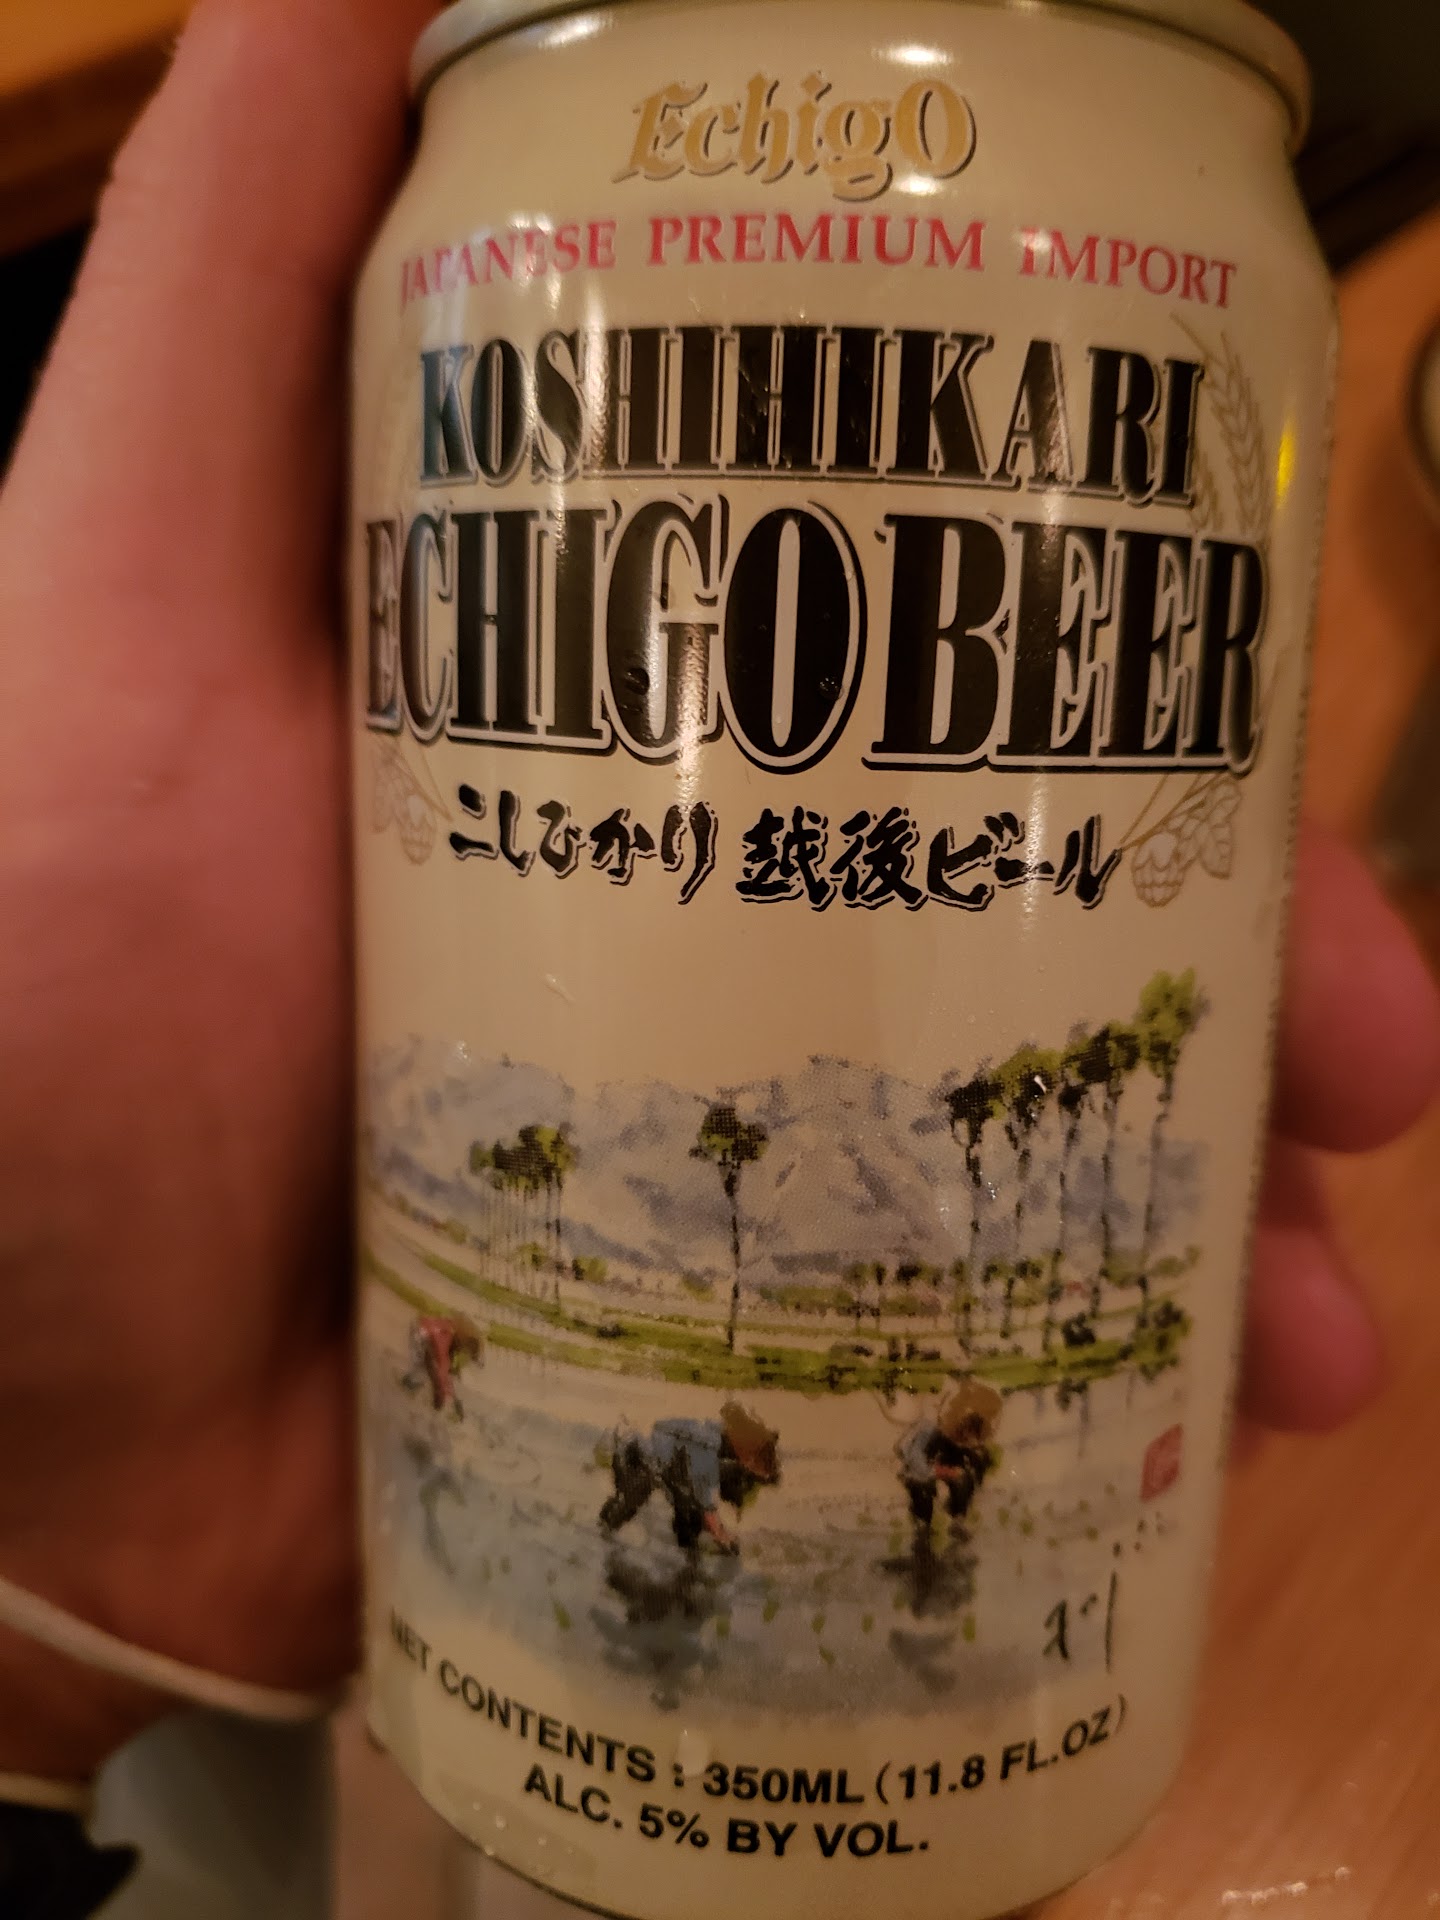 EchigO
JAPANESE PREMIUM IMPORT
KOSHIHIKARI
ECHIGO BEER
こしひかり 越後ビール
NET CONTENTS : 350ML (11.8 FL.OZ)
ALC. 5% BY VOL.